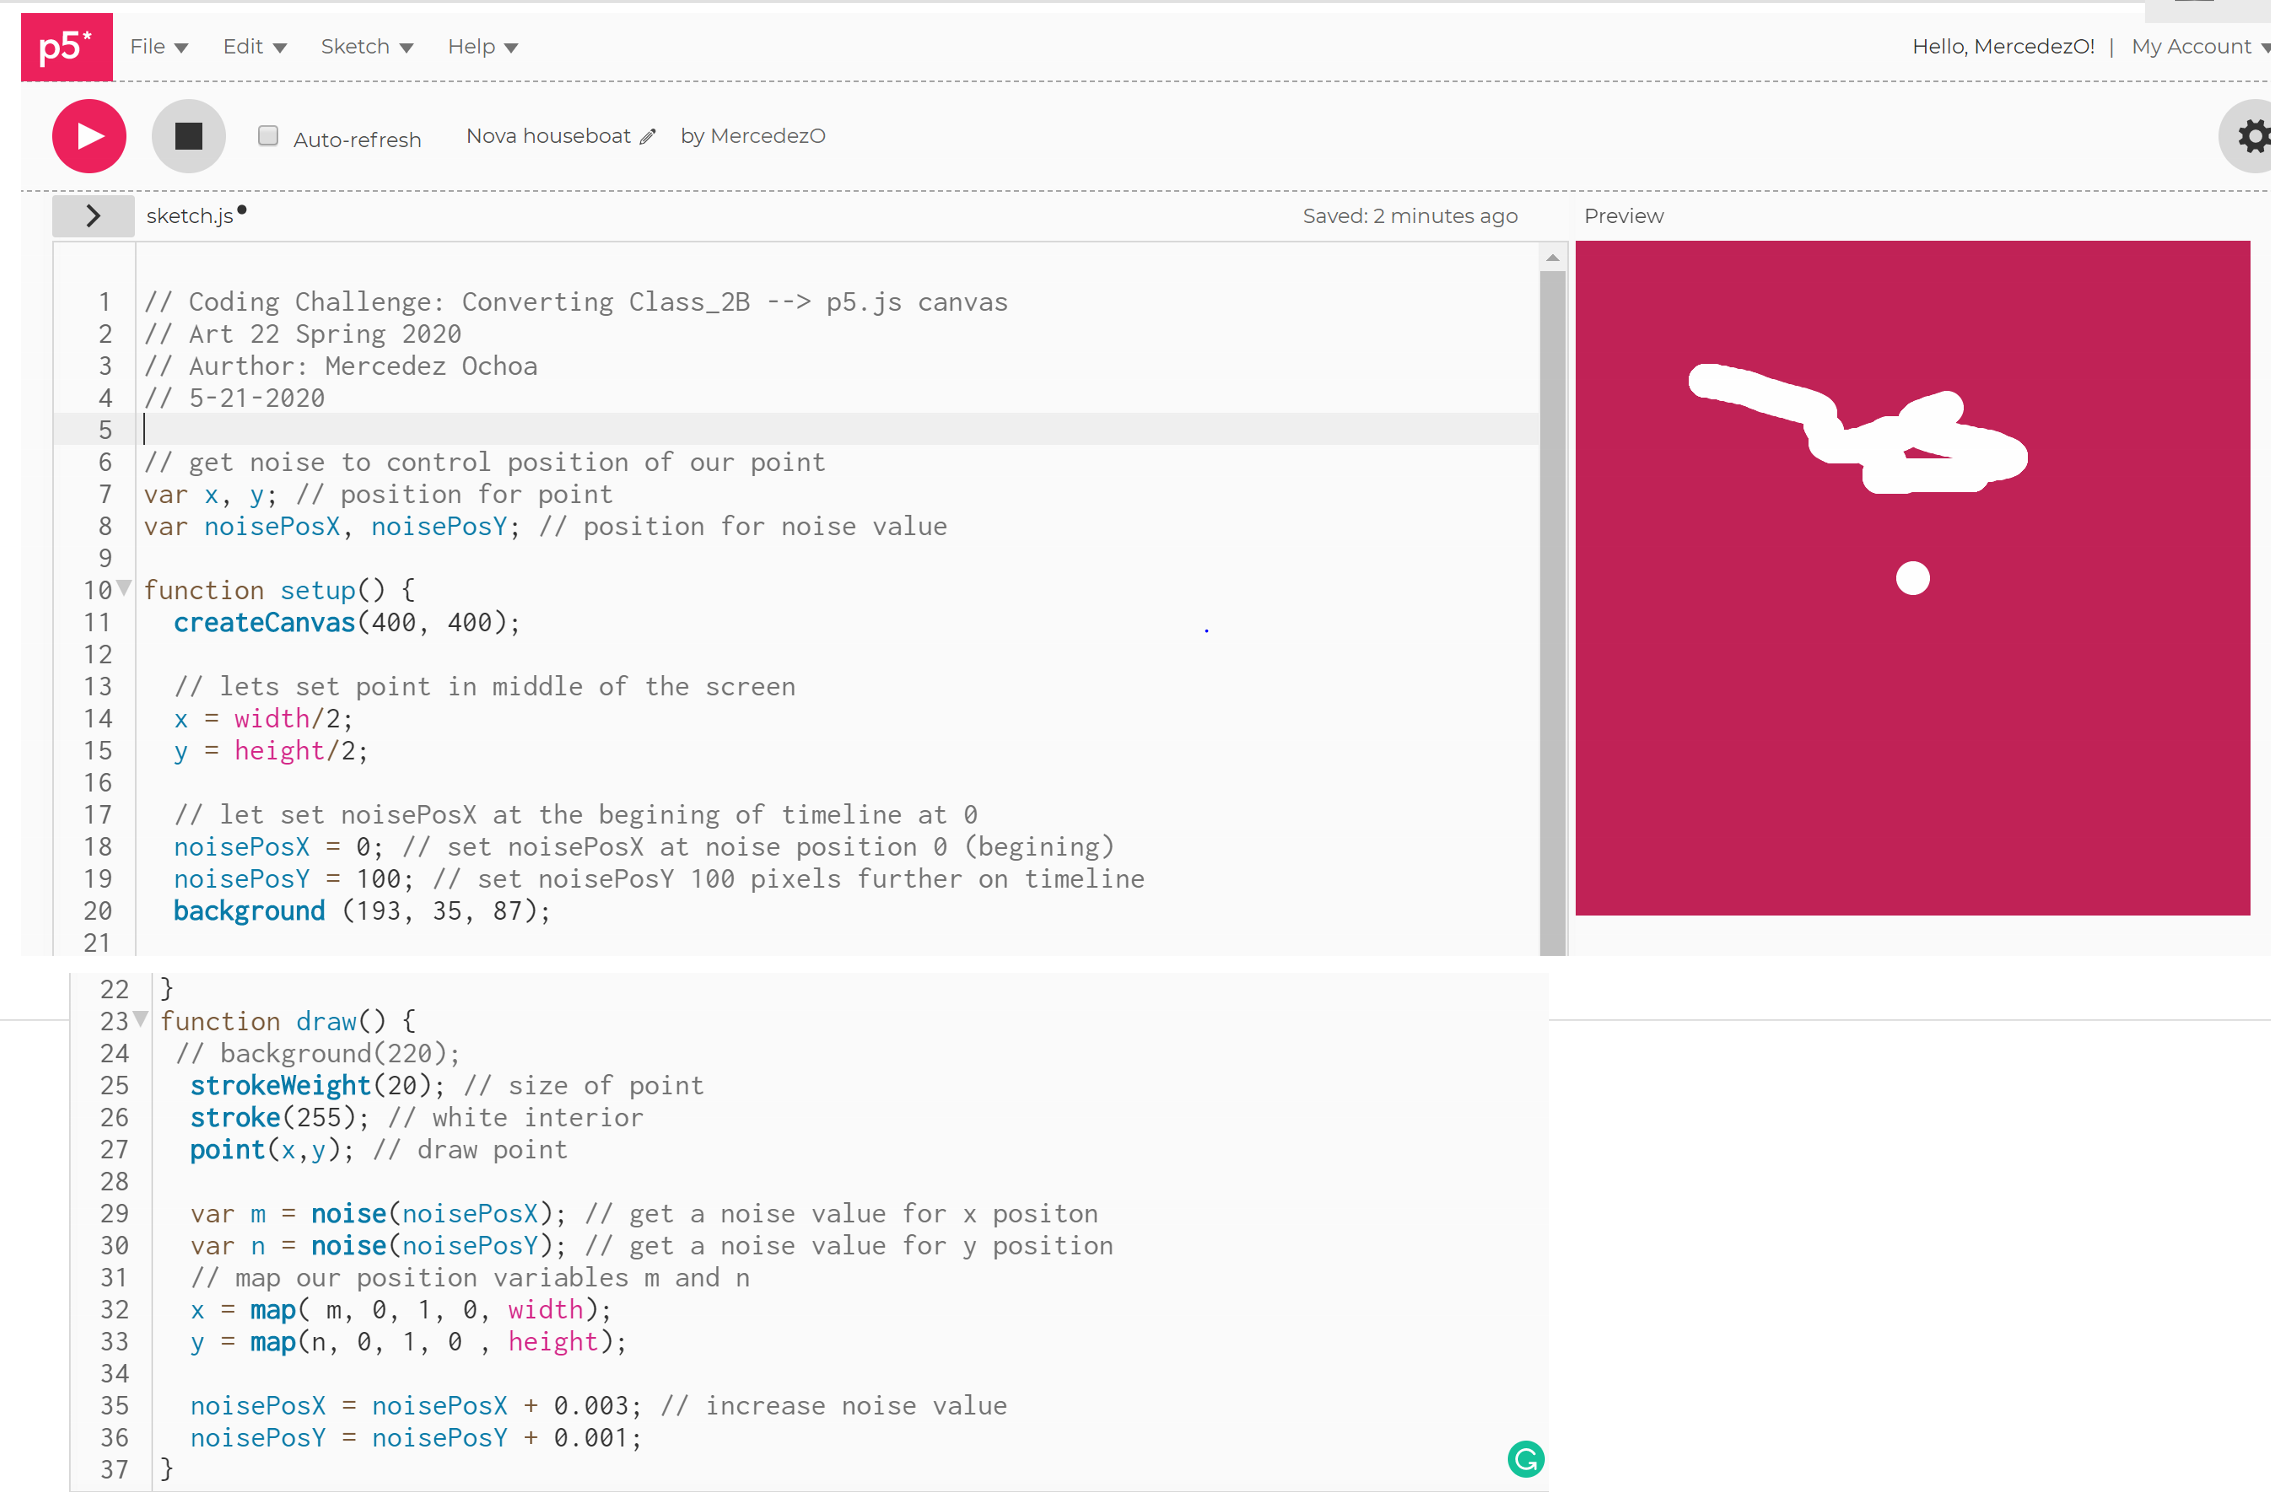 p5*
File Edit Sketch Help Hello, MercedezO! | My Account
Auto-refresh Nova houseboat by MercedezO
sketch.js Saved: 2 minutes ago Preview
1 // Coding Challenge: Converting Class_2B --> p5.js canvas
2 // Art 22 Spring 2020
3 // Aurthor: Mercedez Ochoa
4 // 5-21-2020
5
6 // get noise to control position of our point
7 var x, y; // position for point
8 var noisePosX, noisePosY; // position for noise value
9
10 function setup() {
11 createCanvas(400, 400);
12
13 // lets set point in middle of the screen
14 x = width/2;
15 y = height/2;
16
17 // let set noisePosX at the begining of timeline at 0
18 noisePosX = 0; // set noisePosX at noise position 0 (begining)
19 noisePosY = 100; // set noisePosY 100 pixels further on timeline
20 background (193, 35, 87);
21
22 }
23 function draw() {
24 // background(220);
25 strokeWeight(20); // size of point
26 stroke(255); // white interior
27 point(x,y); // draw point
28
29 var m = noise(noisePosX); // get a noise value for x positon
30 var n = noise(noisePosY); // get a noise value for y position
31 // map our position variables m and n
32 x = map( m, 0, 1, 0, width);
33 y = map(n, 0, 1, 0 , height);
34
35 noisePosX = noisePosX + 0.003; // increase noise value
36 noisePosY = noisePosY + 0.001;
37 }